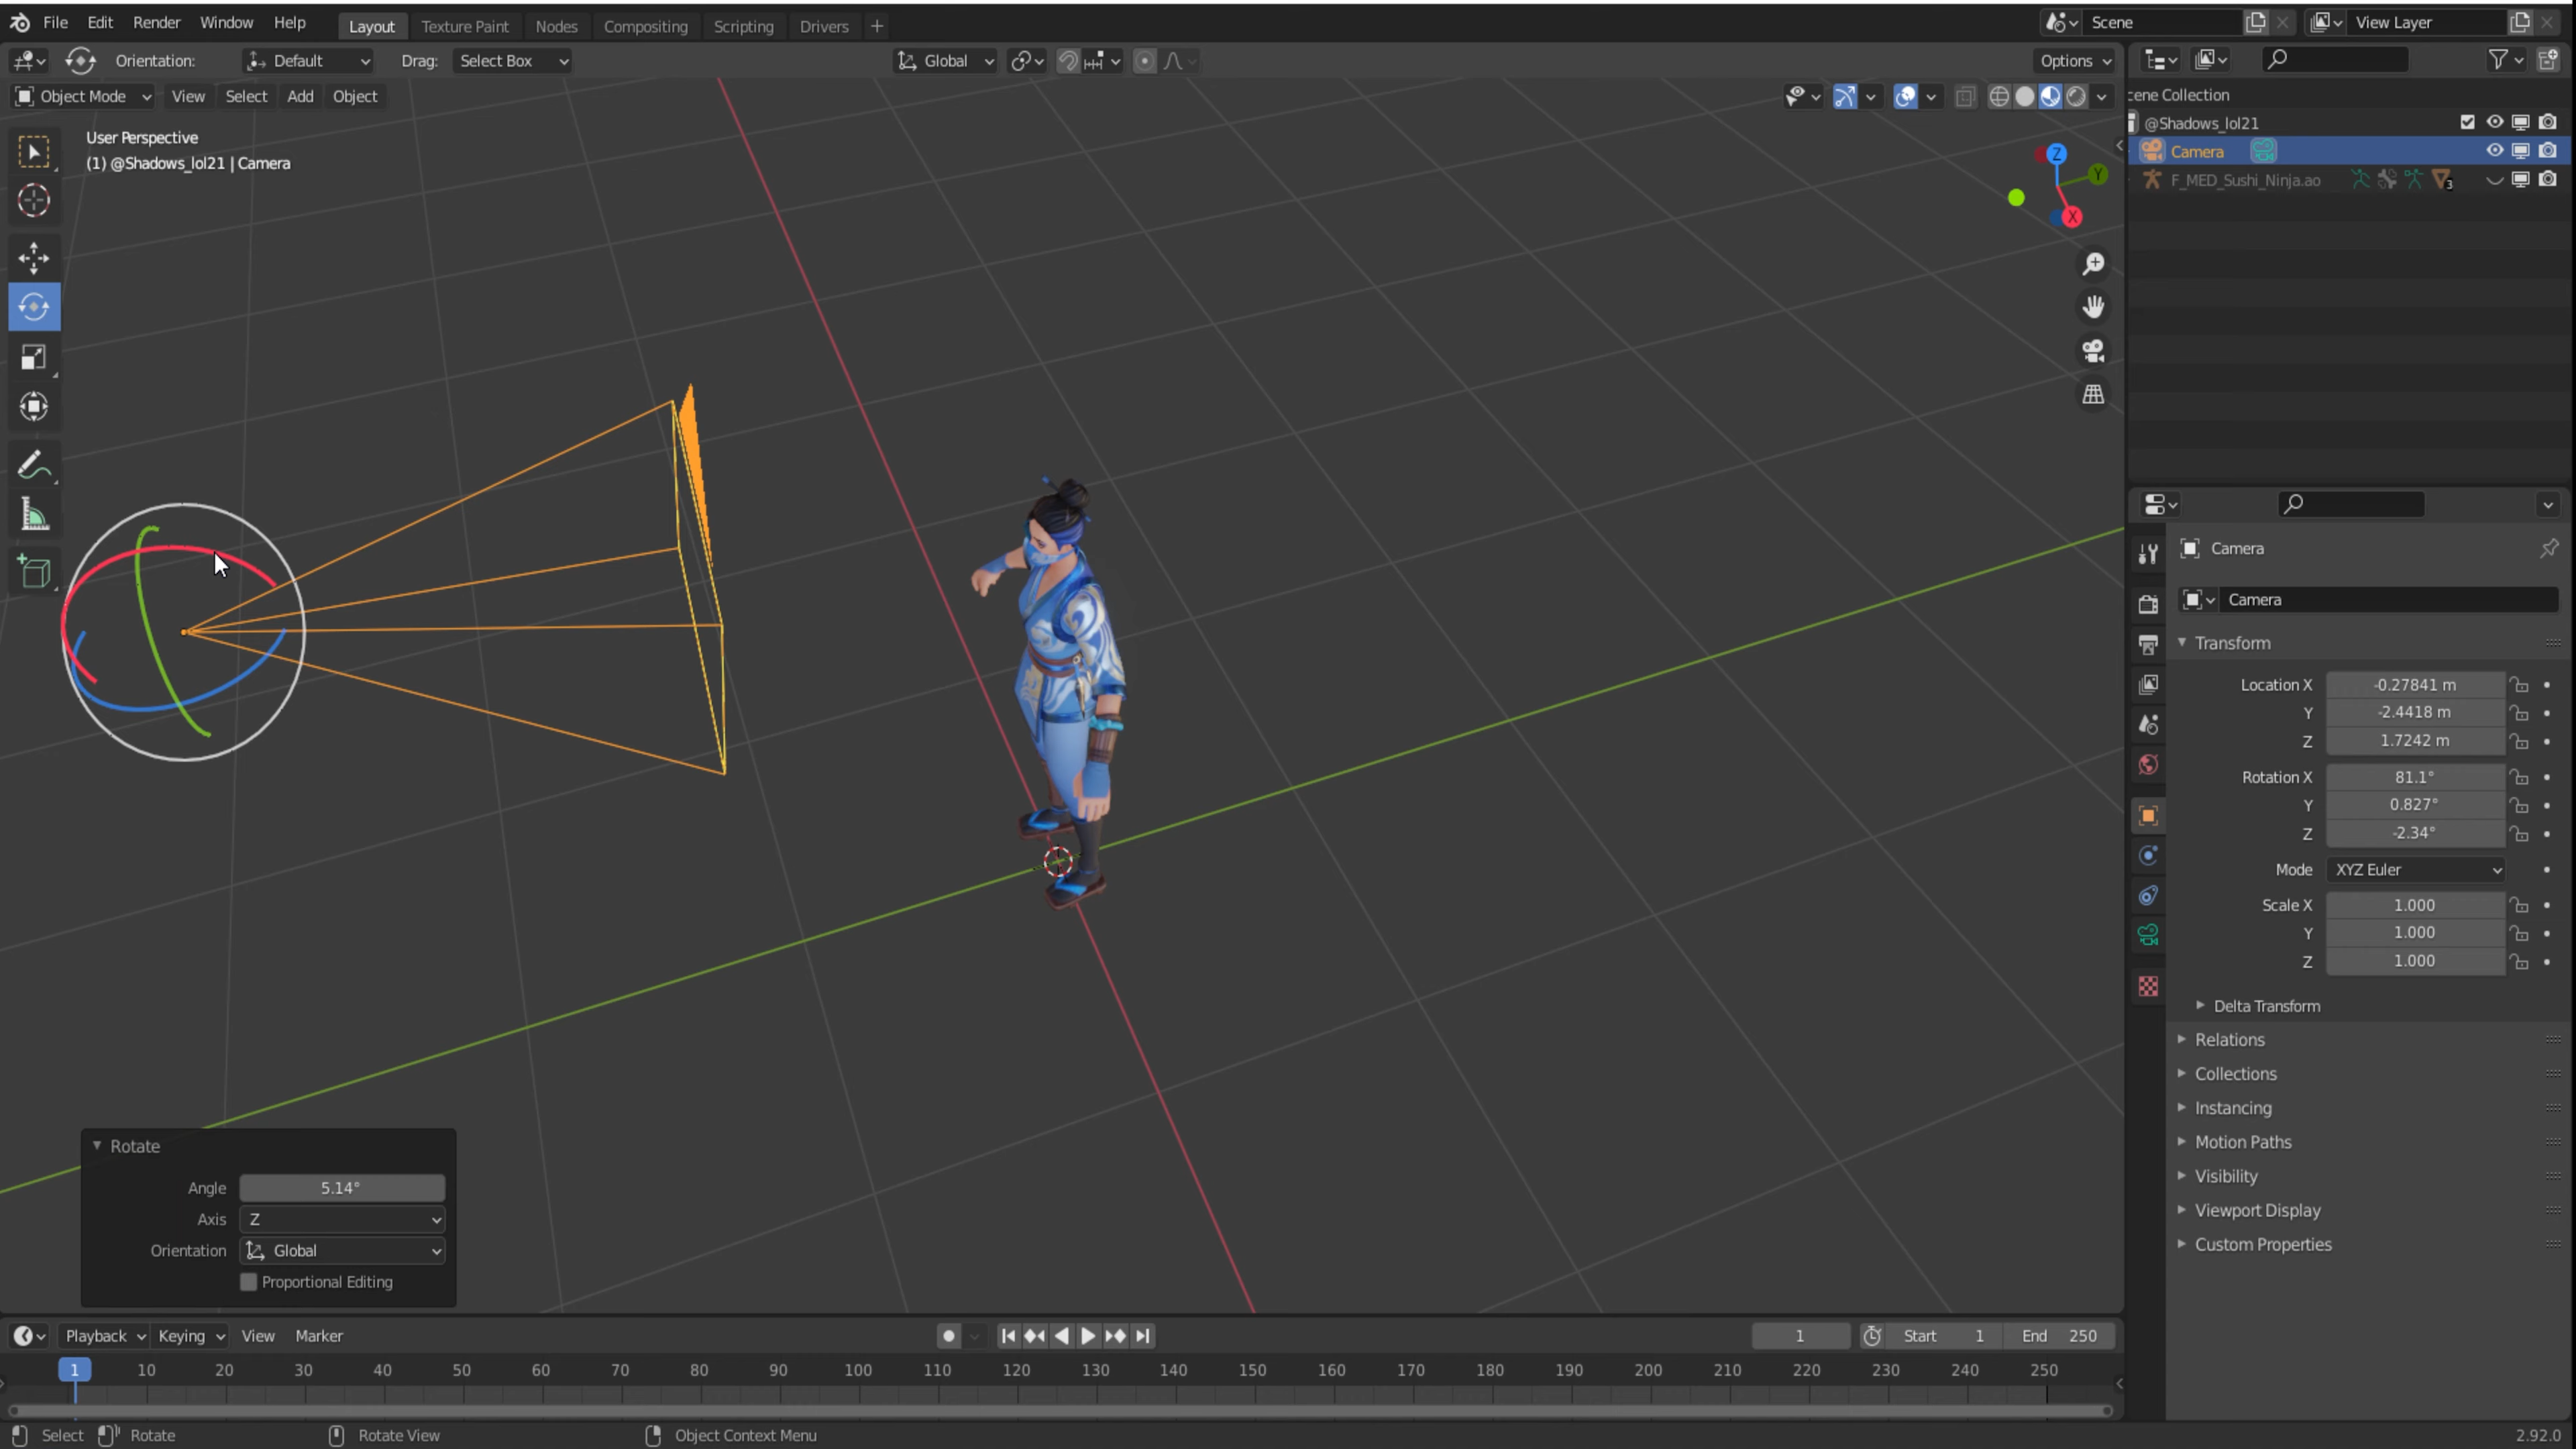 File Edit Render Window Help Layout Texture Paint Nodes Compositing Scripting Drivers + Scene View Layer
Orientation: Default Drag: Select Box Global Options
Object Mode View Select Add Object
cene Collection
User Perspective
(1) @Shadows_lol21 | Camera
@Shadows_lol21
Camera
F_MED_Sushi_Ninja.ao 3
Z
Y
X
Camera
Camera
Transform
Location X -0.27841 m
Y -2.4418 m
Z 1.7242 m
Rotation X 81.1°
Y 0.827°
Z -2.34°
Mode XYZ Euler
Scale X 1.000
Y 1.000
Z 1.000
Delta Transform
Relations
Collections
Instancing
Motion Paths
Visibility
Viewport Display
Custom Properties
Rotate
Angle 5.14°
Axis Z
Orientation Global
Proportional Editing
Playback Keying View Marker 1 Start 1 End 250
1 10 20 30 40 50 60 70 80 90 100 110 120 130 140 150 160 170 180 190 200 210 220 230 240 250
Select Rotate Rotate View Object Context Menu 2.92.0